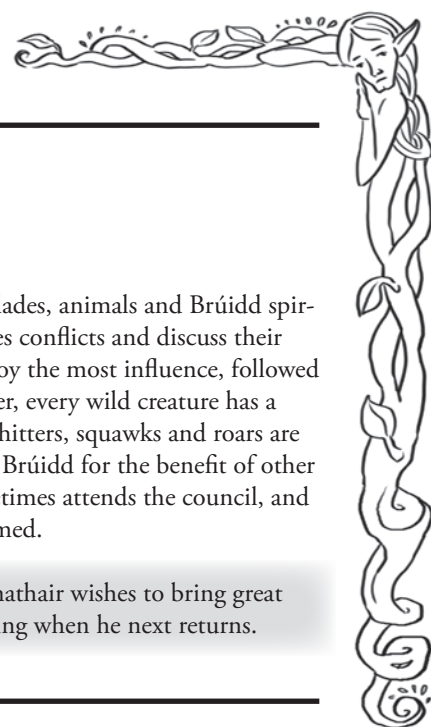 lades, animals and Brúidd spir-
es conflicts and discuss their
oy the most influence, followed
er, every wild creature has a
hitters, squawks and roars are
Brúidd for the benefit of other
etimes attends the council, and
med.
nathair wishes to bring great
ing when he next returns.